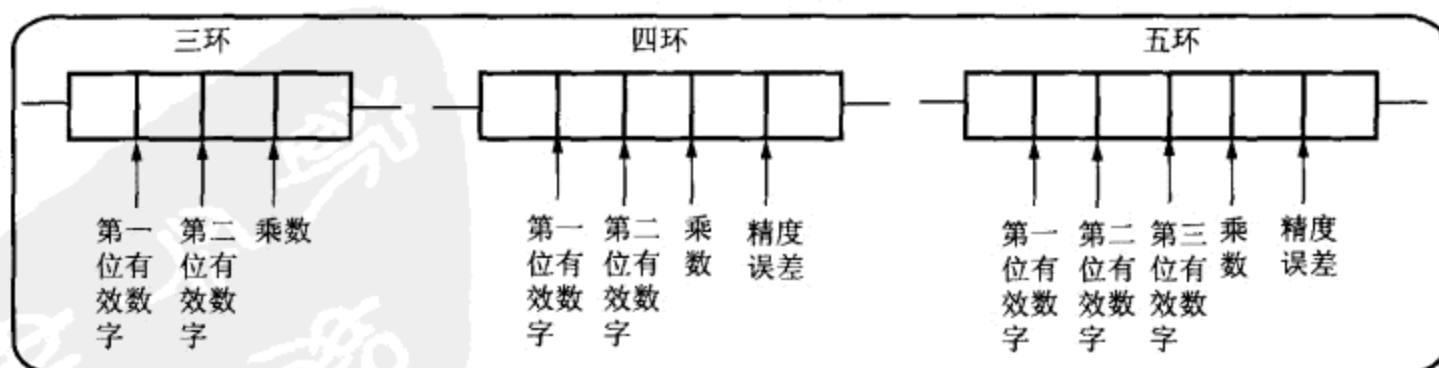 三环
第一位有效数字
第二位有效数字
乘数
四环
第一位有效数字
第二位有效数字
乘数
精度误差
五环
第一位有效数字
第二位有效数字
第三位有效数字
乘数
精度误差